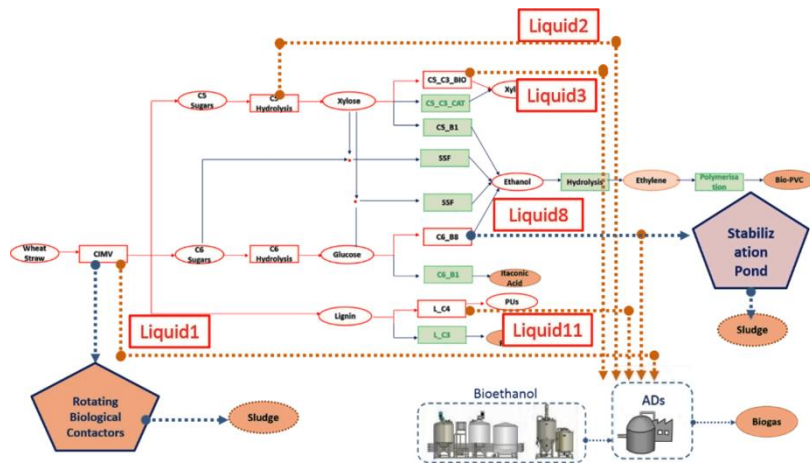 Liquid2
C5_C3_BIO
Liquid3
C5
Sugars
C5
Hydrolysis
Xylose
C5_C3_CAT
C5_B1
SSF
Ethanol
Hydrolysis
Ethylene
Polymerisa
tion
Bio-PVC
SSF
Liquid8
Wheat
Straw
CIMV
C6
Sugars
C6
Hydrolysis
Glucose
C6_B8
Stabiliz
ation
Pond
C6_B1
Itaconic
Acid
Liquid1
Lignin
L_C4
PUs
Liquid11
L_C3
Sludge
Rotating
Biological
Contactors
Sludge
Bioethanol
ADs
Biogas